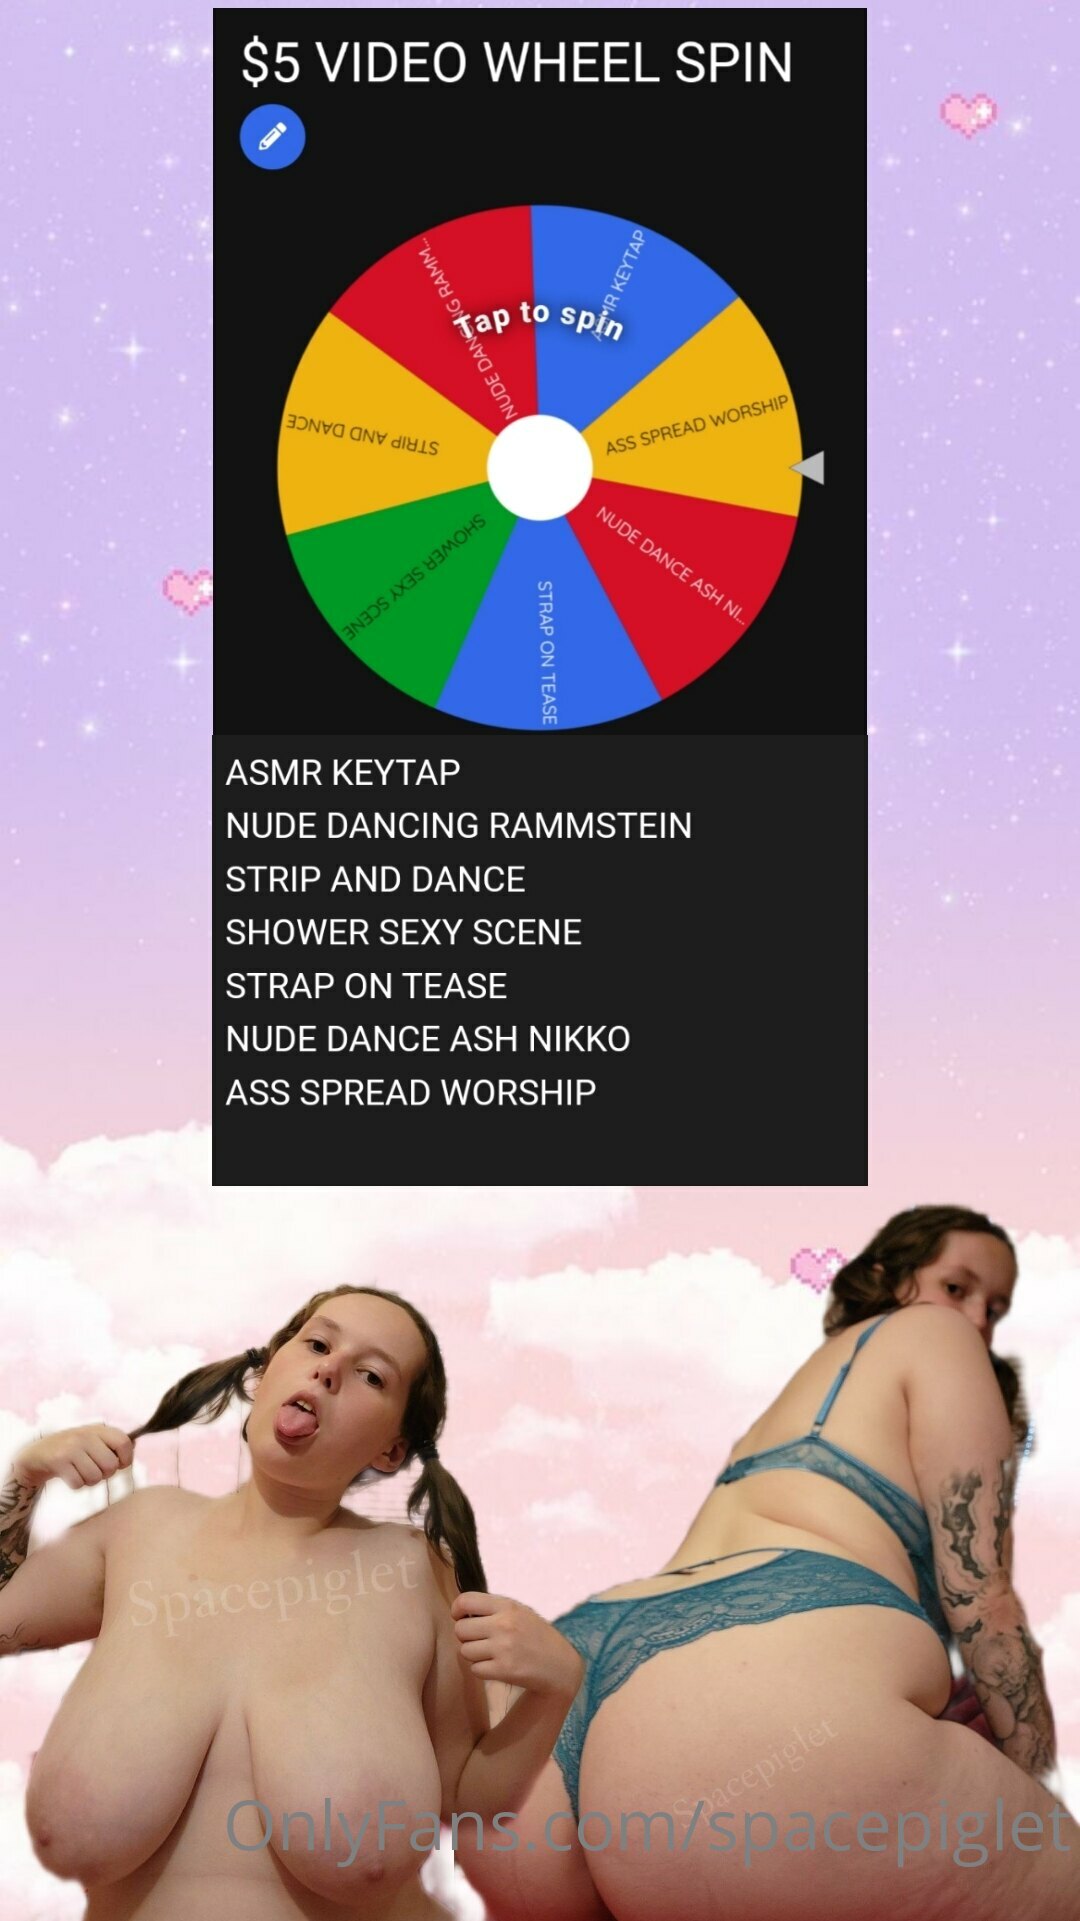 $5 VIDEO WHEEL SPIN
NUDE DANCING RAMM...
ASMR KEYTAP
Tap to spin
ASS SPREAD WORSHIP
STRIP AND DANCE
NUDE DANCE ASH NI...
SHOWER SEXY SCENE
STRAP ON TEASE
ASMR KEYTAP
NUDE DANCING RAMMSTEIN
STRIP AND DANCE
SHOWER SEXY SCENE
STRAP ON TEASE
NUDE DANCE ASH NIKKO
ASS SPREAD WORSHIP
Spacepiglet
Spacepiglet
OnlyFans.com/spacepiglet